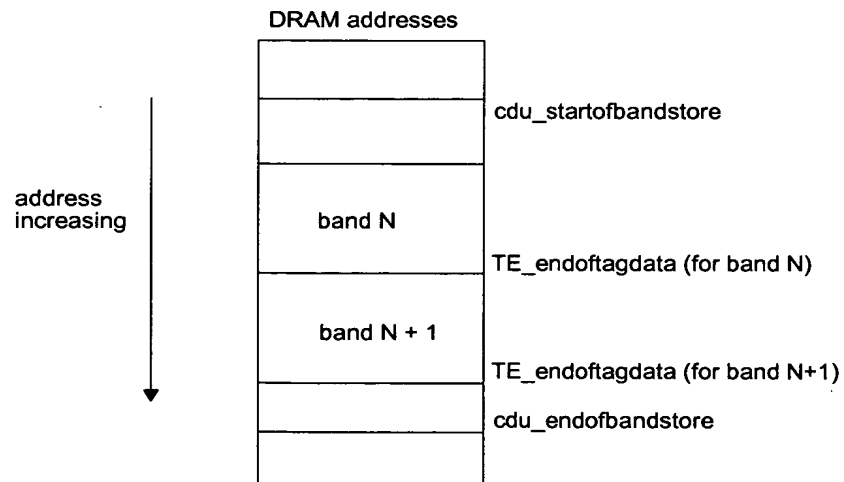 DRAM addresses
cdu_startofbandstore
address
increasing
band N
TE_endoftagdata (for band N)
band N + 1
TE_endoftagdata (for band N+1)
cdu_endofbandstore